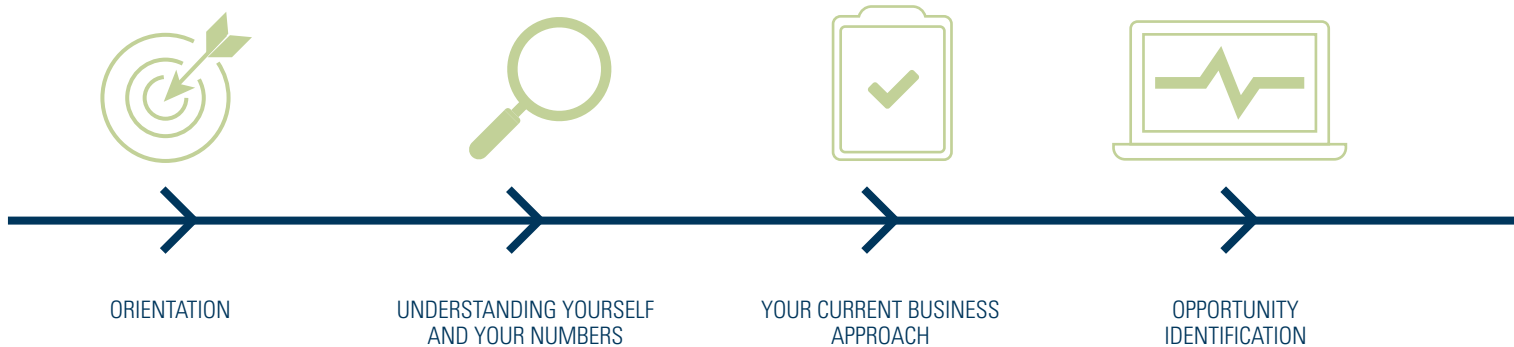 ORIENTATION
UNDERSTANDING YOURSELF
AND YOUR NUMBERS
YOUR CURRENT BUSINESS
APPROACH
OPPORTUNITY
IDENTIFICATION